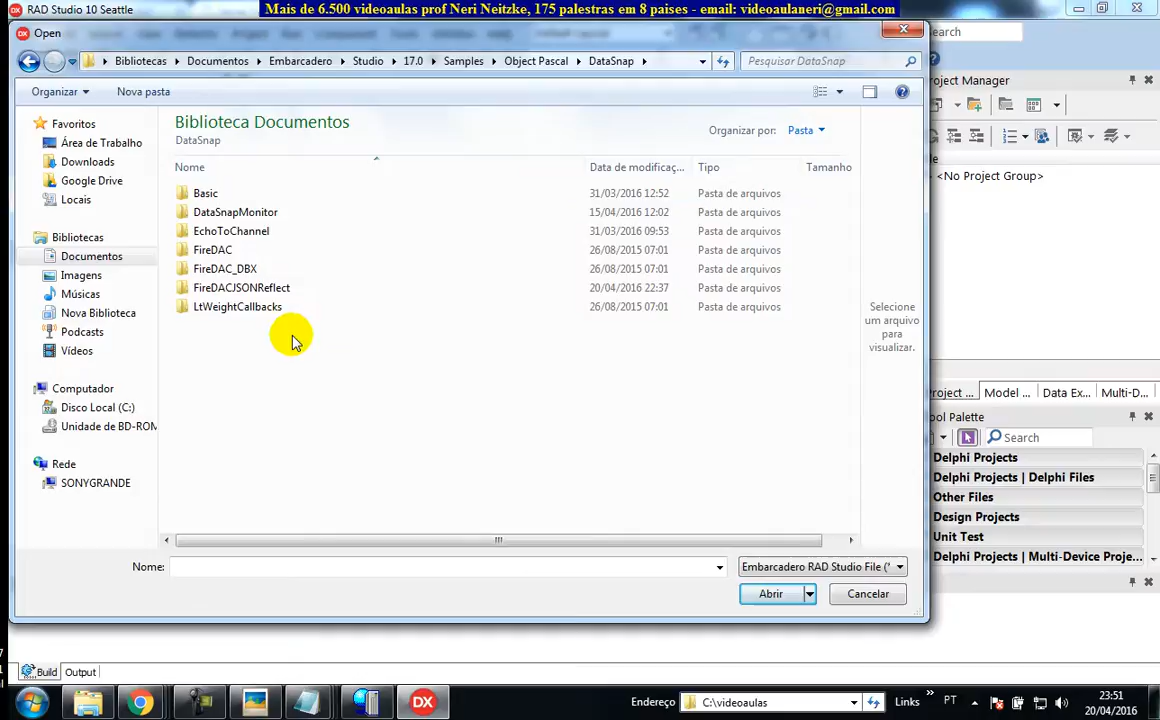 RAD Studio 10 Seattle
Mais de 6.500 videoaulas prof Neri Neitzke, 175 palestras em 8 paises - email: videoaulaneri@gmail.com
Open
earch
Bibliotecas
Documentos
Embarcadero
Studio
17.0
Samples
Object Pascal
DataSnap
Pesquisar DataSnap
Organizar
Nova pasta
roject Manager
Favoritos
Área de Trabalho
Downloads
Google Drive
Locais
Bibliotecas
Documentos
Imagens
Músicas
Nova Biblioteca
Podcasts
Vídeos
Computador
Disco Local (C:)
Unidade de BD-ROM
Rede
SONYGRANDE
Biblioteca Documentos
DataSnap
Organizar por: Pasta
Nome Data de modificaç... Tipo Tamanho
Basic 31/03/2016 12:52 Pasta de arquivos
DataSnapMonitor 15/04/2016 12:02 Pasta de arquivos
EchoToChannel 31/03/2016 09:53 Pasta de arquivos
FireDAC 26/08/2015 07:01 Pasta de arquivos
FireDAC_DBX 26/08/2015 07:01 Pasta de arquivos
FireDACJSONReflect 20/04/2016 22:37 Pasta de arquivos
LtWeightCallbacks 26/08/2015 07:01 Pasta de arquivos
Selecione
um arquivo
para
visualizar.
Nome:
Embarcadero RAD Studio File ('
Abrir
Cancelar
<No Project Group>
roject ... Model ... Data Ex... Multi-D...
ool Palette
Search
Delphi Projects
Delphi Projects | Delphi Files
Other Files
Design Projects
Unit Test
Delphi Projects | Multi-Device Proje...
Build Output
DX
Endereço C:\videoaulas
Links
PT
23:51
20/04/2016